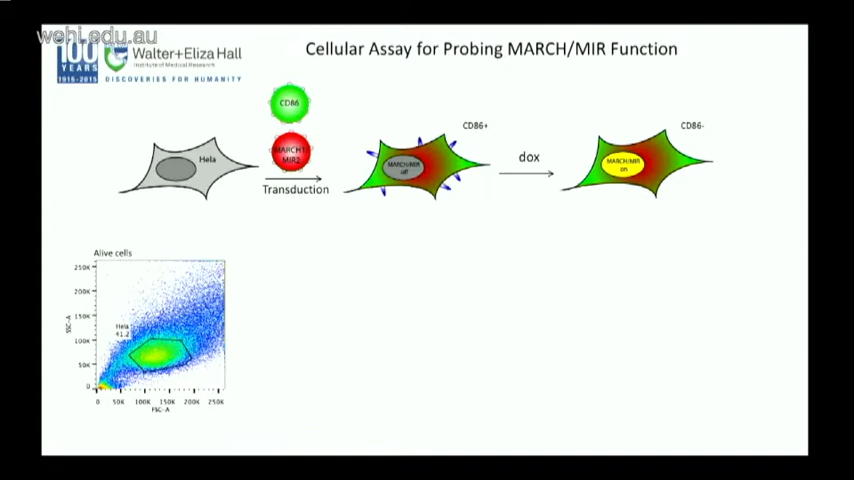 wehi.edu.au
100
YEARS
1915-2015
Walter+Eliza Hall
Institute of Medical Research
DISCOVERIES FOR HUMANITY
Cellular Assay for Probing MARCH/MIR Function
CD86
MARCH1/
MIR2
Transduction
Hela
CD86+
MARCH/MIR
off
dox
CD86-
MARCH/MIR
on
Alive cells
250K
200K
150K
100K
50K
0
SSC-A
Hela
41.2
0 50K 100K 150K 200K 250K
FSC-A